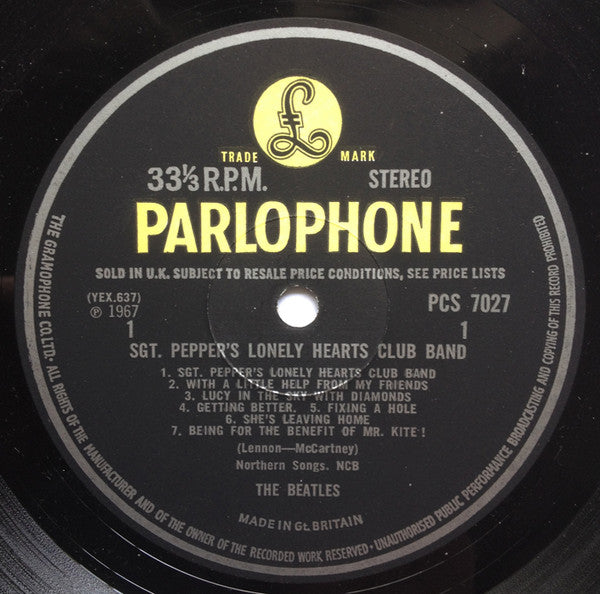 £
TRADE MARK
33⅓ R.P.M. STEREO
PARLOPHONE
SOLD IN U.K. SUBJECT TO RESALE PRICE CONDITIONS, SEE PRICE LISTS
(YEX.637) PCS 7027
℗ 1967
1 1
SGT. PEPPER'S LONELY HEARTS CLUB BAND
1. SGT. PEPPER'S LONELY HEARTS CLUB BAND
2. WITH A LITTLE HELP FROM MY FRIENDS
3. LUCY IN THE SKY WITH DIAMONDS
4. GETTING BETTER. 5. FIXING A HOLE
6. SHE'S LEAVING HOME
7. BEING FOR THE BENEFIT OF MR. KITE!
(Lennon—McCartney)
Northern Songs. NCB
THE BEATLES
MADE IN GT. BRITAIN
THE GRAMOPHONE CO. LTD. ALL RIGHTS OF THE MANUFACTURER AND OF THE OWNER OF THE RECORDED WORK RESERVED · UNAUTHORISED PUBLIC PERFORMANCE BROADCASTING AND COPYING OF THIS RECORD PROHIBITED